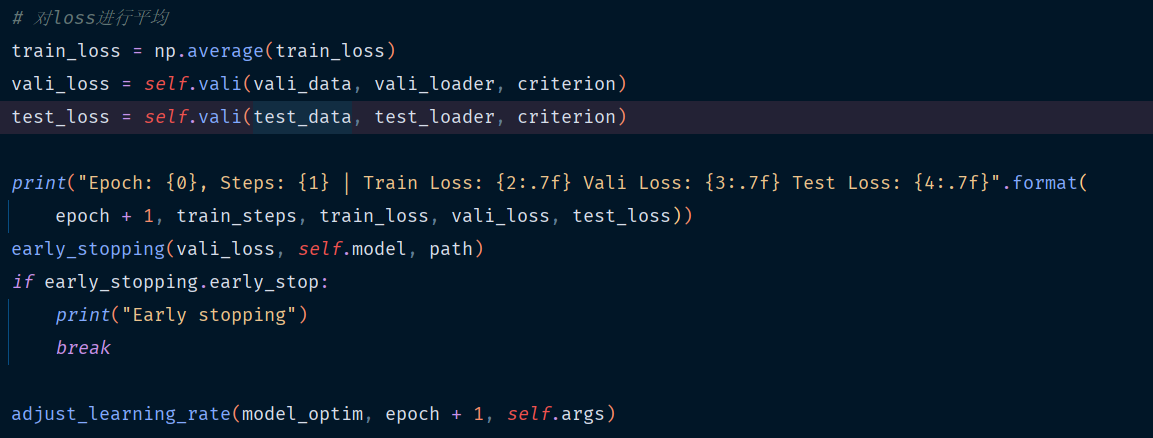 # 对loss进行平均
train_loss = np.average(train_loss)
vali_loss = self.vali(vali_data, vali_loader, criterion)
test_loss = self.vali(test_data, test_loader, criterion)
print("Epoch: {0}, Steps: {1} | Train Loss: {2:.7f} Vali Loss: {3:.7f} Test Loss: {4:.7f}".format(
epoch + 1, train_steps, train_loss, vali_loss, test_loss))
early_stopping(vali_loss, self.model, path)
if early_stopping.early_stop:
print("Early stopping")
break
adjust_learning_rate(model_optim, epoch + 1, self.args)